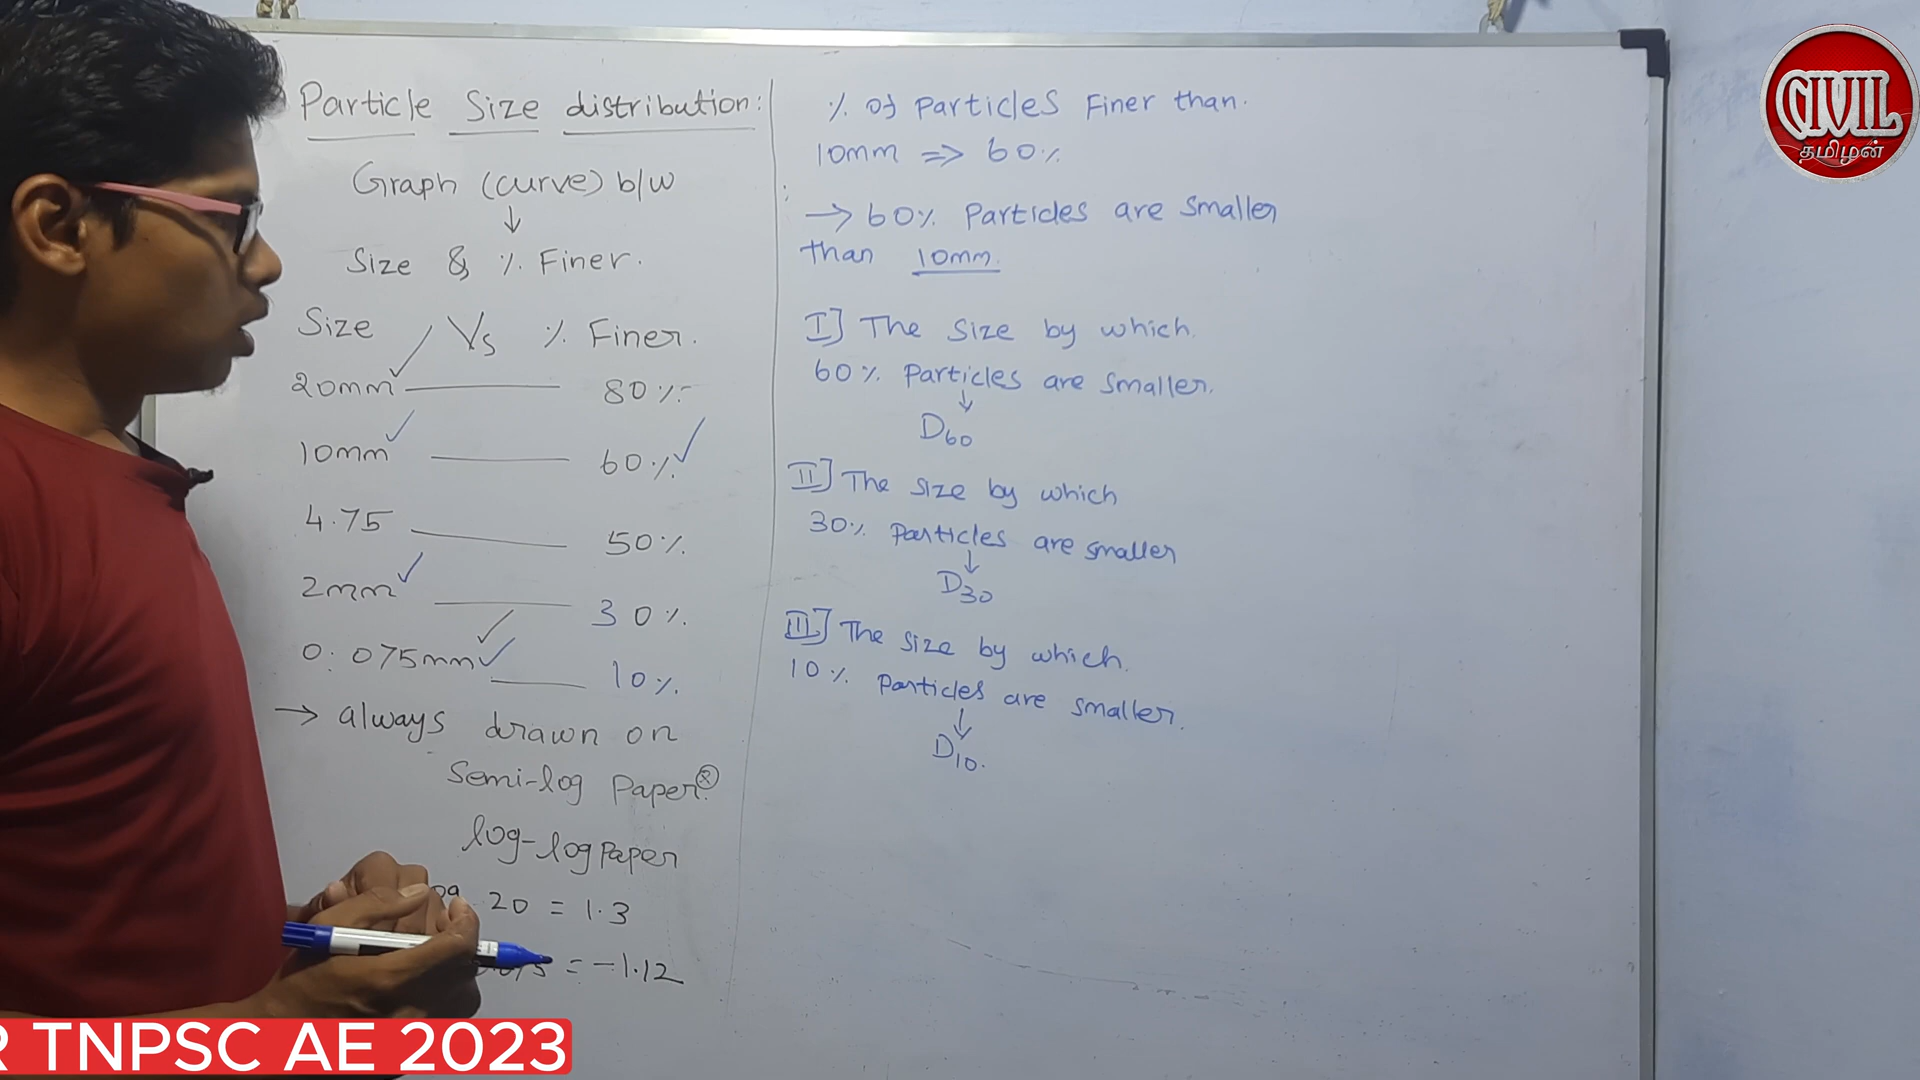 Particle Size distribution:
Graph (curve) b/w
↓
Size & % Finer.
Size Vs % Finer.
20mm — 80%
10mm — 60%
4.75 — 50%
2mm — 30%
0.075mm — 10%
→ always drawn on
Semi-log Paper.
log-log Paper
20 = 1.3
= -1.12
% of Particles Finer than.
10mm => 60%
→ 60% Particles are smaller
than 10mm.
I] The Size by which
60% Particles are smaller.
↓
D60
II] The size by which
30% Particles are smaller
↓
D30
III] The size by which.
10% Particles are smaller.
↓
D10.
CIVIL
தமிழன்
R TNPSC AE 2023